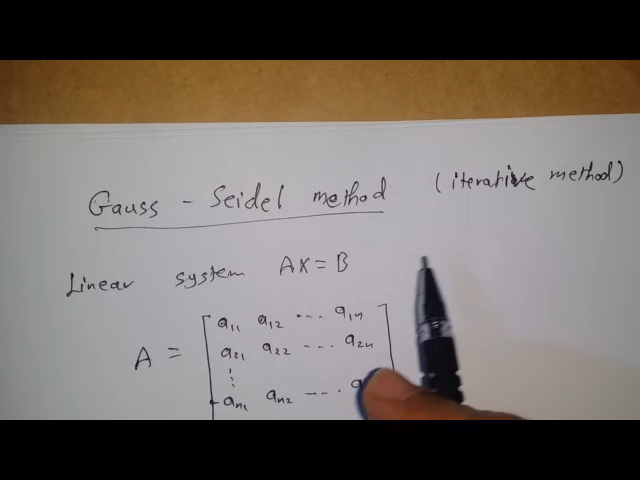 Gauss - Seidel method (iterative method)
Linear system AX = B
A = [ a11 a12 ... a1n
a21 a22 ... a2n
⋮
an1 an2 ... a